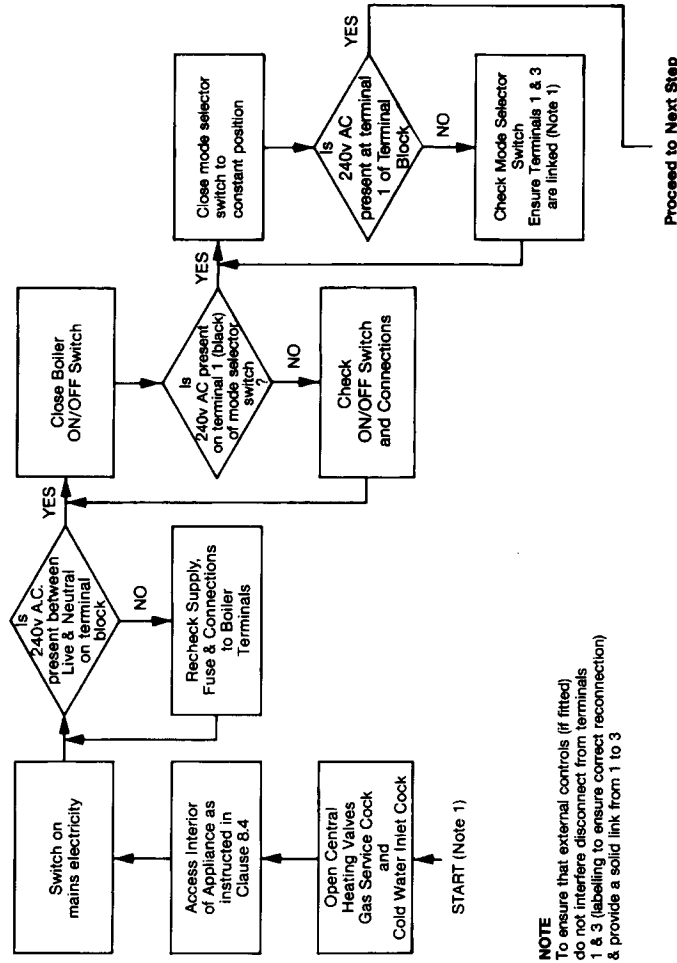 START (Note 1)
Open Central
Heating Valves
Gas Service Cock
and
Cold Water Inlet Cock
Access Interior
of Appliance as
instructed in
Clause 8.4
Switch on
mains electricity
Is
240v A.C.
present between
Live & Neutral
on terminal
block
YES
NO
Recheck Supply,
Fuse & Connections
to Boiler
Terminals
Close Boiler
ON/OFF Switch
Is
240v AC present
on terminal 1 (black)
of mode selector
switch
?
YES
NO
Check
ON/OFF Switch
and Connections
Close mode selector
switch to
constant position
Is
240v AC
present at terminal
1 of Terminal
Block
YES
NO
Check Mode Selector
Switch
Ensure Terminals 1 & 3
are linked (Note 1)
Proceed to Next Step
NOTE
To ensure that external controls (if fitted)
do not interfere disconnect from terminals
1 & 3 (labelling to ensure correct reconnection)
& provide a solid link from 1 to 3